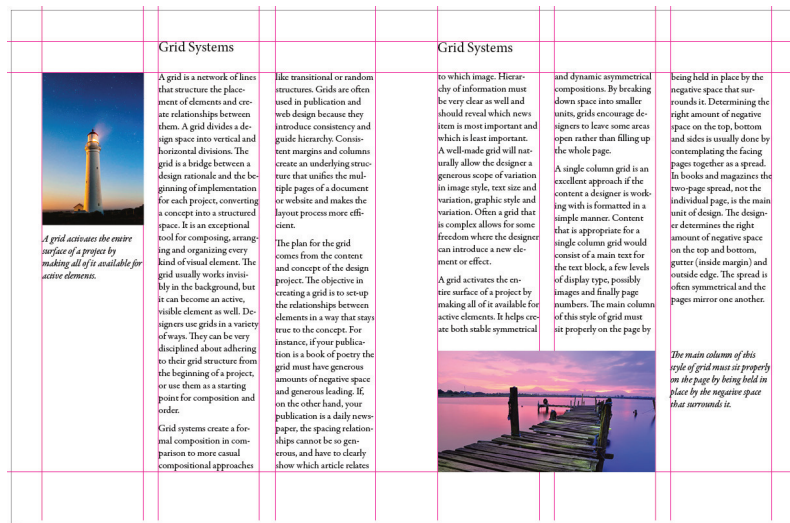 Grid Systems
A grid activates the entire
surface of a project by
making all of it available for
active elements.
A grid is a network of lines
that structure the place-
ment of elements and cre-
ate relationships between
them. A grid divides a de-
sign space into vertical and
horizontal divisions. The
grid is a bridge between a
design rationale and the be-
ginning of implementation
for each project, converting
a concept into a structured
space. It is an exceptional
tool for composing, arrang-
ing and organizing every
kind of visual element. The
grid usually works invisi-
bly in the background, but
it can become an active,
visible element as well. De-
signers use grids in a variety
of ways. They can be very
disciplined about adhering
to their grid structure from
the beginning of a project,
or use them as a starting
point for composition and
order.
Grid systems create a for-
mal composition in com-
parison to more casual
compositional approaches
like transitional or random
structures. Grids are often
used in publication and
web design because they
introduce consistency and
guide hierarchy. Consis-
tent margins and columns
create an underlying struc-
ture that unifies the mul-
tiple pages of a document
or website and makes the
layout process more effi-
cient.
The plan for the grid
comes from the content
and concept of the design
project. The objective in
creating a grid is to set-up
the relationships between
elements in a way that stays
true to the concept. For
instance, if your publica-
tion is a book of poetry the
grid must have generous
amounts of negative space
and generous leading. If,
on the other hand, your
publication is a daily news-
paper, the spacing relation-
ships cannot be so gen-
erous, and have to clearly
show which article relates
Grid Systems
to which image. Hierar-
chy of information must
be very clear as well and
should reveal which news
item is most important and
which is least important.
A well-made grid will nat-
urally allow the designer a
generous scope of variation
in image style, text size and
variation, graphic style and
variation. Often a grid that
is complex allows for some
freedom where the designer
can introduce a new ele-
ment or effect.
A grid activates the en-
tire surface of a project by
making all of it available for
active elements. It helps cre-
ate both stable symmetrical
and dynamic asymmetrical
compositions. By breaking
down space into smaller
units, grids encourage de-
signers to leave some areas
open rather than filling up
the whole page.
A single column grid is an
excellent approach if the
content a designer is work-
ing with is formatted in a
simple manner. Content
that is appropriate for a
single column grid would
consist of a main text for
the text block, a few levels
of display type, possibly
images and finally page
numbers. The main column
of this style of grid must
sit properly on the page by
being held in place by the
negative space that sur-
rounds it. Determining the
right amount of negative
space on the top, bottom
and sides is usually done by
contemplating the facing
pages together as a spread.
In books and magazines the
two-page spread, not the
individual page, is the main
unit of design. The design-
er determines the right
amount of negative space
on the top and bottom,
gutter (inside margin) and
outside edge. The spread is
often symmetrical and the
pages mirror one another.
The main column of this
style of grid must sit properly
on the page by being held in
place by the negative space
that surrounds it.